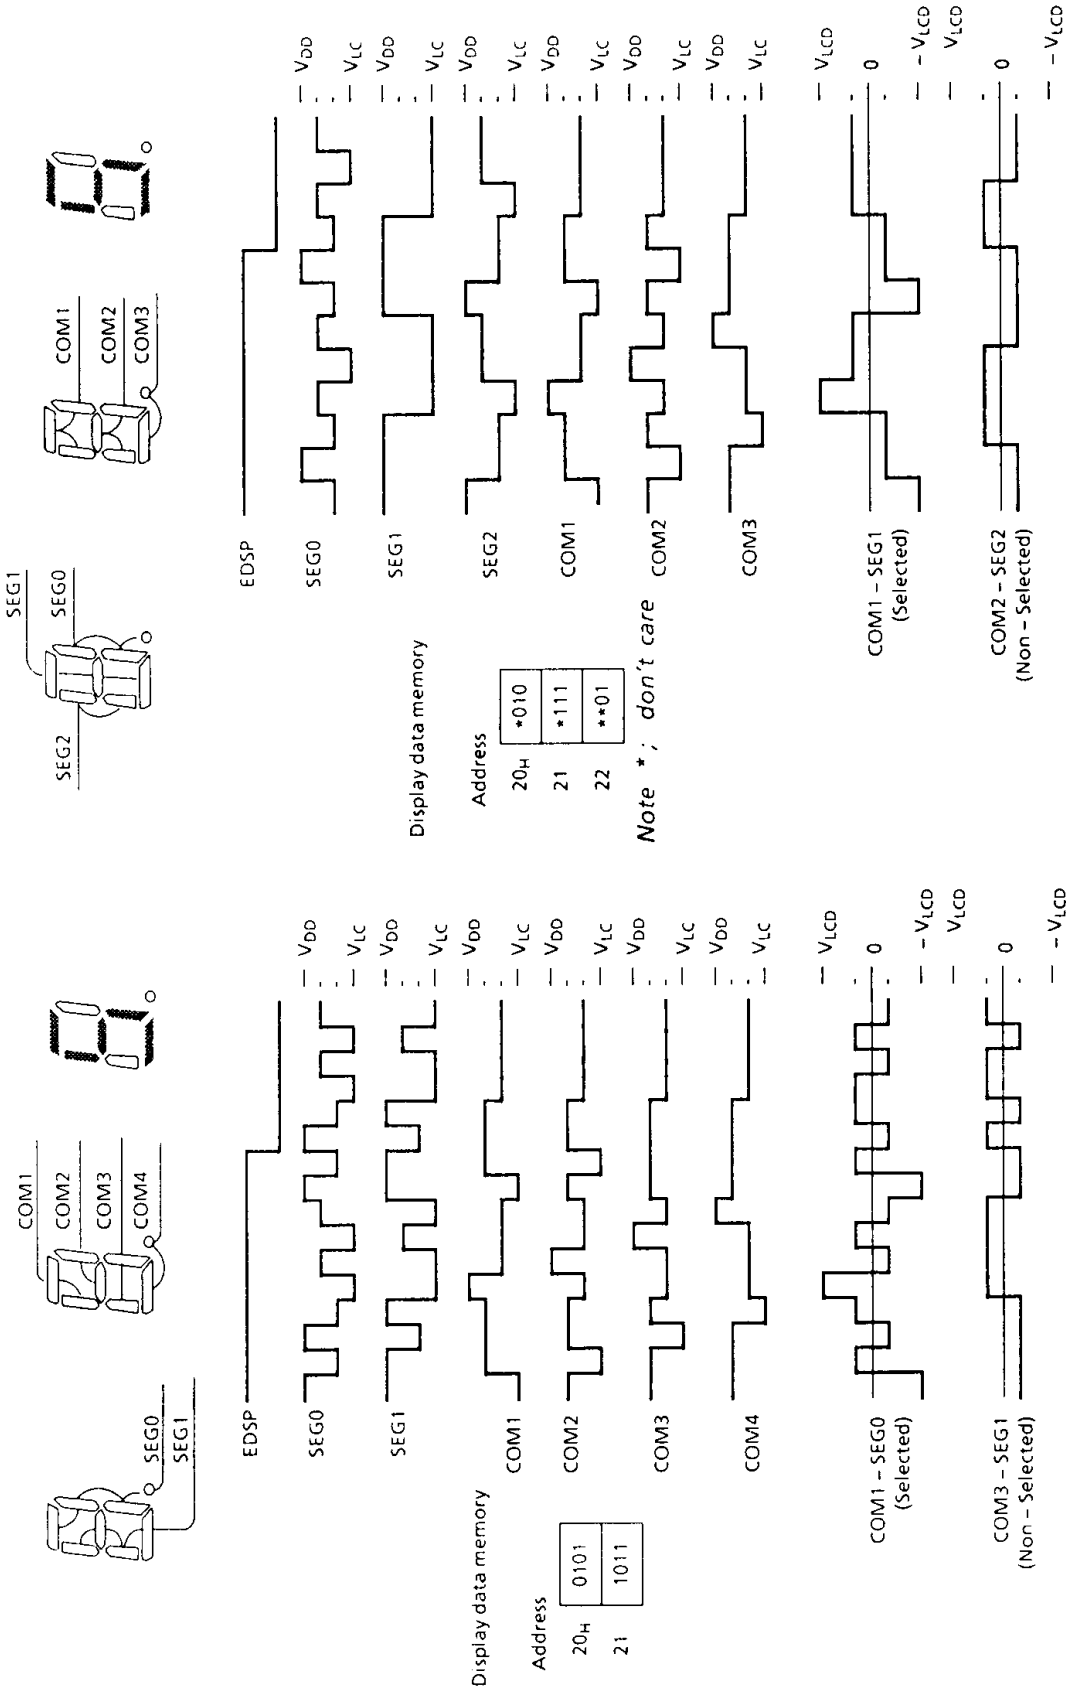 SEG0
SEG1
COM1
COM2
COM3
COM4
EDSP
SEG0
VDD
VLC
SEG1
VDD
VLC
COM1
VDD
VLC
COM2
VDD
VLC
COM3
VDD
VLC
COM4
VDD
VLC
COM1 – SEG0
(Selected)
VLCD
0
– VLCD
COM3 – SEG1
(Non – Selected)
VLCD
0
– VLCD
Display data memory
Address
20H 0101
21 1011
SEG2
SEG1
SEG0
COM1
COM2
COM3
EDSP
SEG0
VDD
VLC
SEG1
VDD
VLC
SEG2
VDD
VLC
COM1
VDD
VLC
COM2
COM3
VDD
VLC
COM1 – SEG1
(Selected)
VLCD
0
– VLCD
COM2 – SEG2
(Non – Selected)
VLCD
0
– VLCD
Display data memory
Address
20H *010
21 *111
22 **01
Note *; don't care